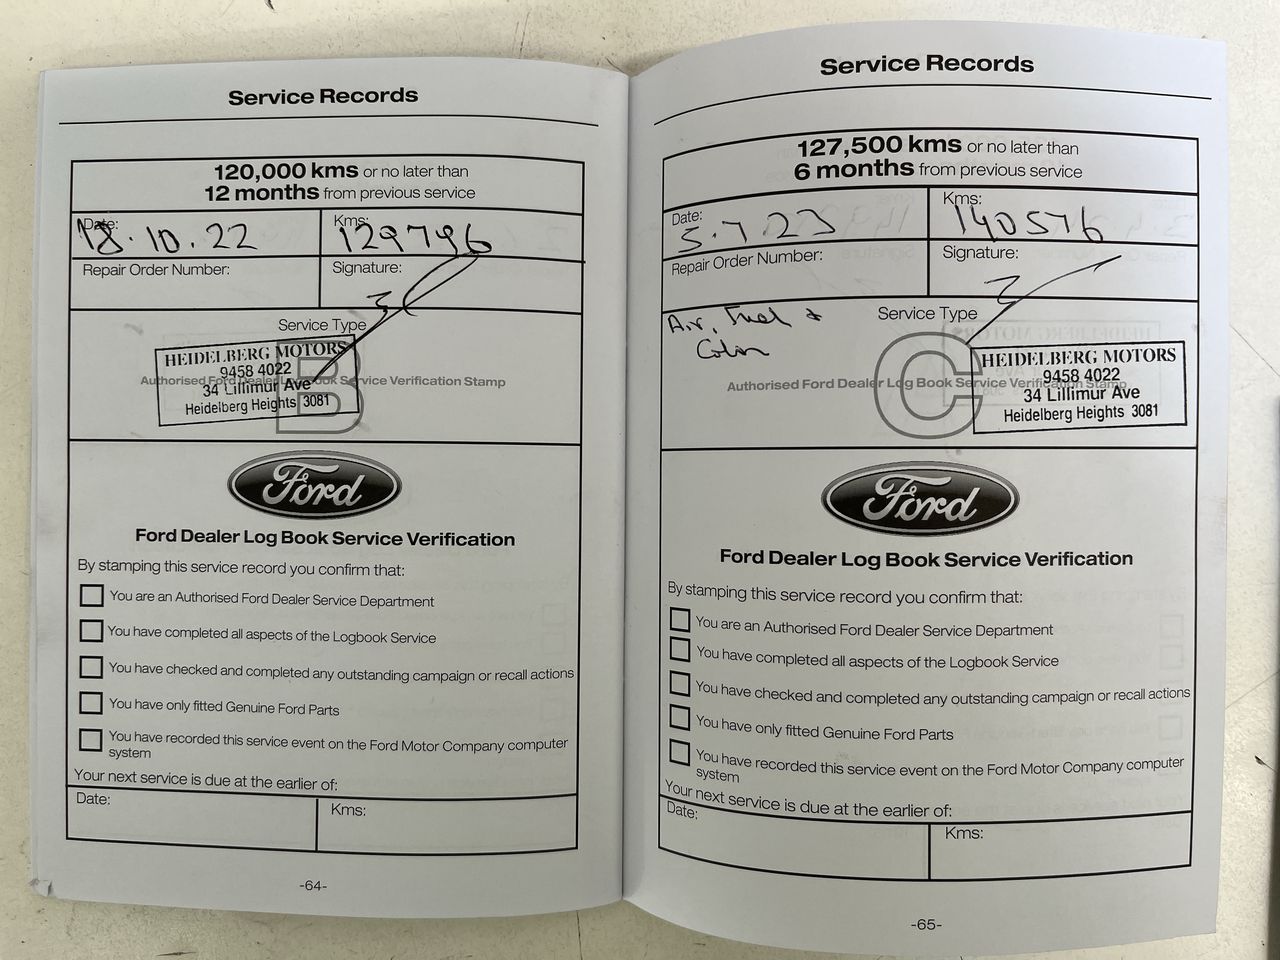 Service Records
120,000 kms or no later than
12 months from previous service
Date:
18.10.22
Kms:
129796
Repair Order Number:
Signature:
Service Type
B
Authorised Ford Dealer Log Book Service Verification Stamp
HEIDELBERG MOTORS
9458 4022
34 Lillimur Ave
Heidelberg Heights 3081
Ford
Ford Dealer Log Book Service Verification
By stamping this service record you confirm that:
You are an Authorised Ford Dealer Service Department
You have completed all aspects of the Logbook Service
You have checked and completed any outstanding campaign or recall actions
You have only fitted Genuine Ford Parts
You have recorded this service event on the Ford Motor Company computer
system
Your next service is due at the earlier of:
Date:
Kms:
-64-
Service Records
127,500 kms or no later than
6 months from previous service
Date:
5.7.23
Kms:
140576
Repair Order Number:
Signature:
Air, Fuel &
Service Type
C
Authorised Ford Dealer Log Book Service Verification Stamp
HEIDELBERG MOTORS
9458 4022
34 Lillimur Ave
Heidelberg Heights 3081
Ford
Ford Dealer Log Book Service Verification
By stamping this service record you confirm that:
You are an Authorised Ford Dealer Service Department
You have completed all aspects of the Logbook Service
You have checked and completed any outstanding campaign or recall actions
You have only fitted Genuine Ford Parts
You have recorded this service event on the Ford Motor Company computer
system
Your next service is due at the earlier of:
Date:
Kms:
-65-